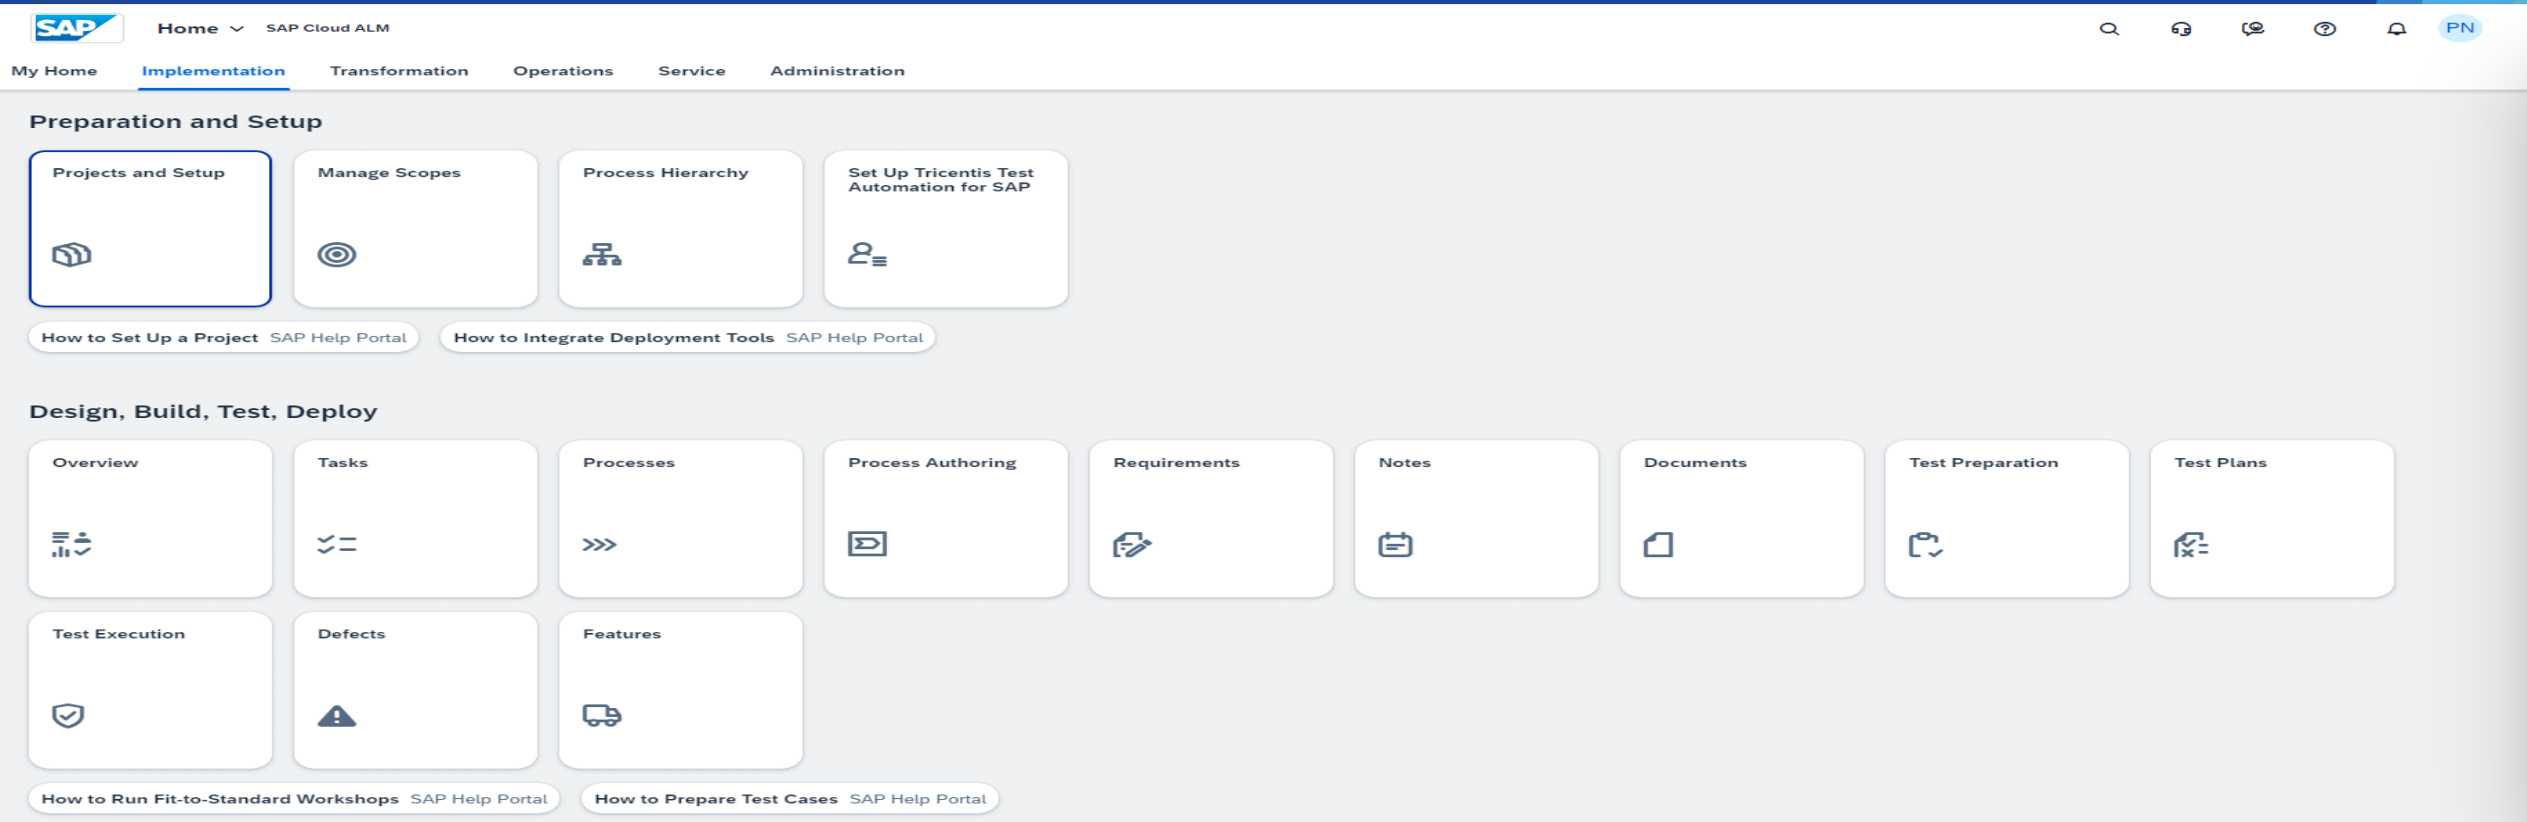 SAP Home SAP Cloud ALM PN
My Home Implementation Transformation Operations Service Administration
Preparation and Setup
Projects and Setup
Manage Scopes
Process Hierarchy
Set Up Tricentis Test
Automation for SAP
How to Set Up a Project SAP Help Portal
How to Integrate Deployment Tools SAP Help Portal
Design, Build, Test, Deploy
Overview
Tasks
Processes
Process Authoring
Requirements
Notes
Documents
Test Preparation
Test Plans
Test Execution
Defects
Features
How to Run Fit-to-Standard Workshops SAP Help Portal
How to Prepare Test Cases SAP Help Portal